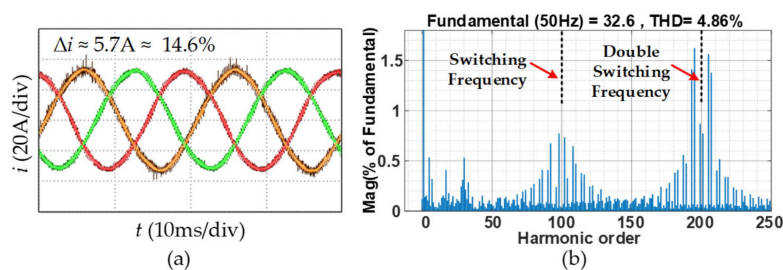 (a)
Δi ≈ 5.7A ≈ 14.6%
i (20A/div)
t (10ms/div)
(a)
Fundamental (50Hz) = 32.6 , THD= 4.86%
Mag(% of Fundamental)
1.5
1
0.5
0
Switching
Frequency
Double
Switching
Frequency
0 50 100 150 200 250
Harmonic order
(b)